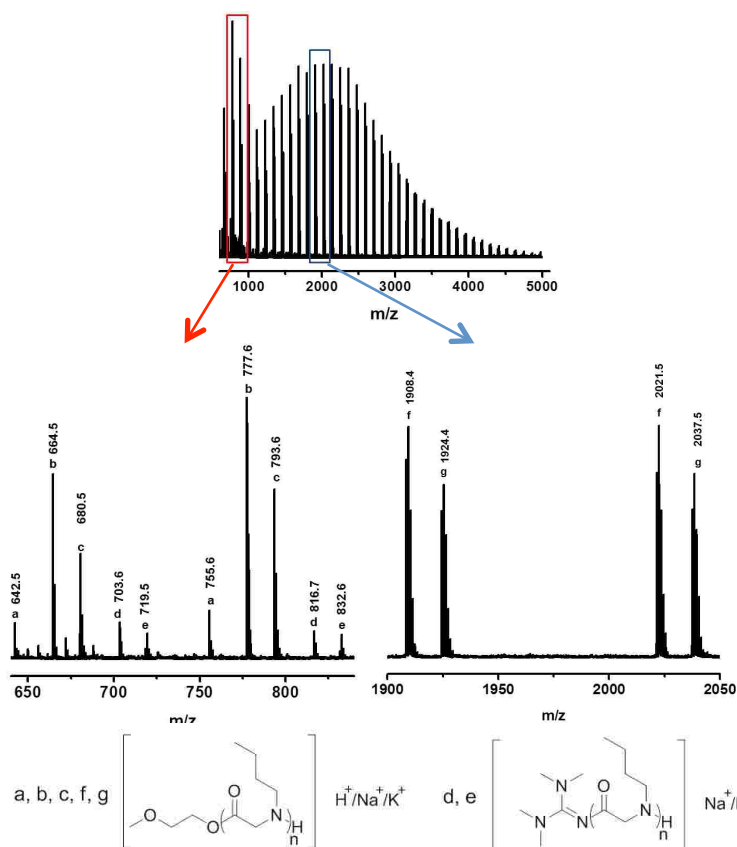 1000 2000 3000 4000 5000
m/z
642.5
a
664.5
b
680.5
c
703.6
d
719.5
e
755.6
a
777.6
b
793.6
c
816.7
d
832.6
e
650 700 750 800
m/z
1908.4
f
1924.4
g
2021.5
f
2037.5
g
1900 1950 2000 2050
m/z
a, b, c, f, g
O O O N H n
H+/Na+/K+
d, e
N N N O N H n
Na+/